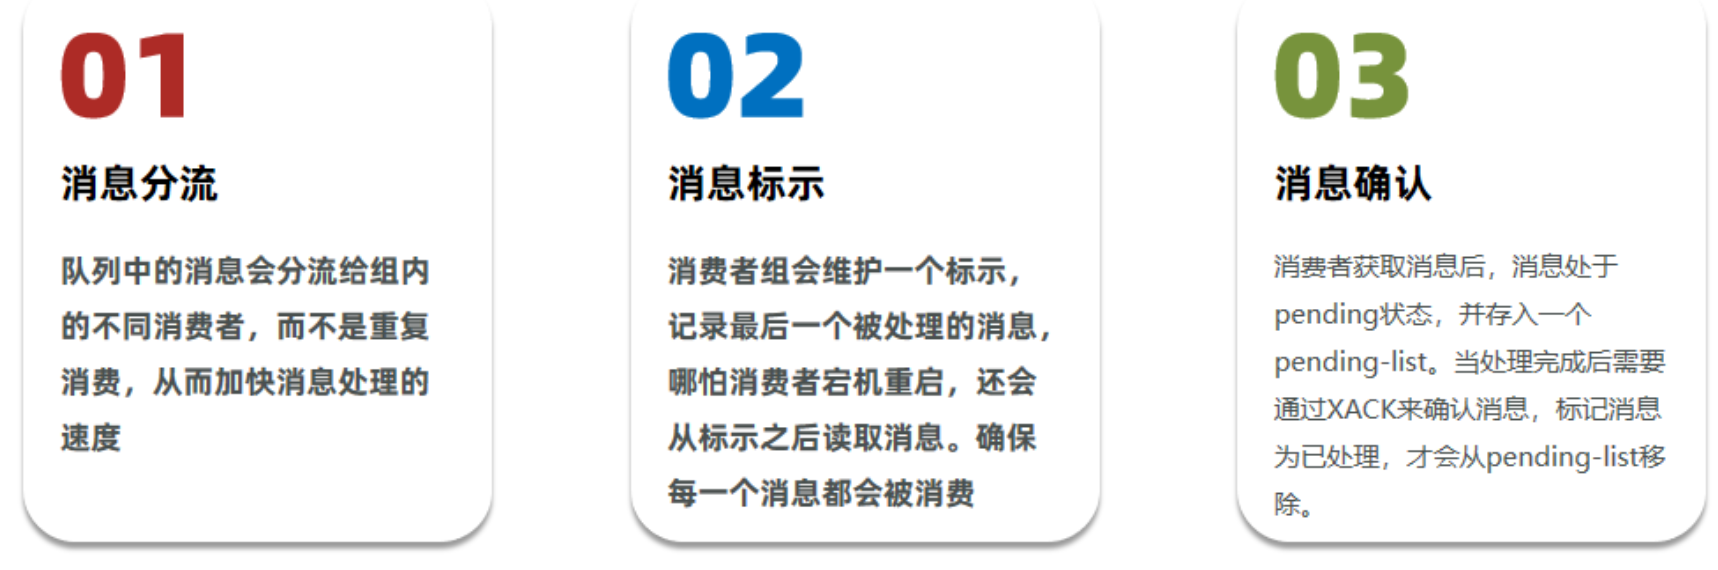 01
消息分流
队列中的消息会分流给组内
的不同消费者，而不是重复
消费，从而加快消息处理的
速度
02
消息标示
消费者组会维护一个标示，
记录最后一个被处理的消息，
哪怕消费者宕机重启，还会
从标示之后读取消息。确保
每一个消息都会被消费
03
消息确认
消费者获取消息后，消息处于
pending状态，并存入一个
pending-list。当处理完成后需要
通过XACK来确认消息，标记消息
为已处理，才会从pending-list移
除。